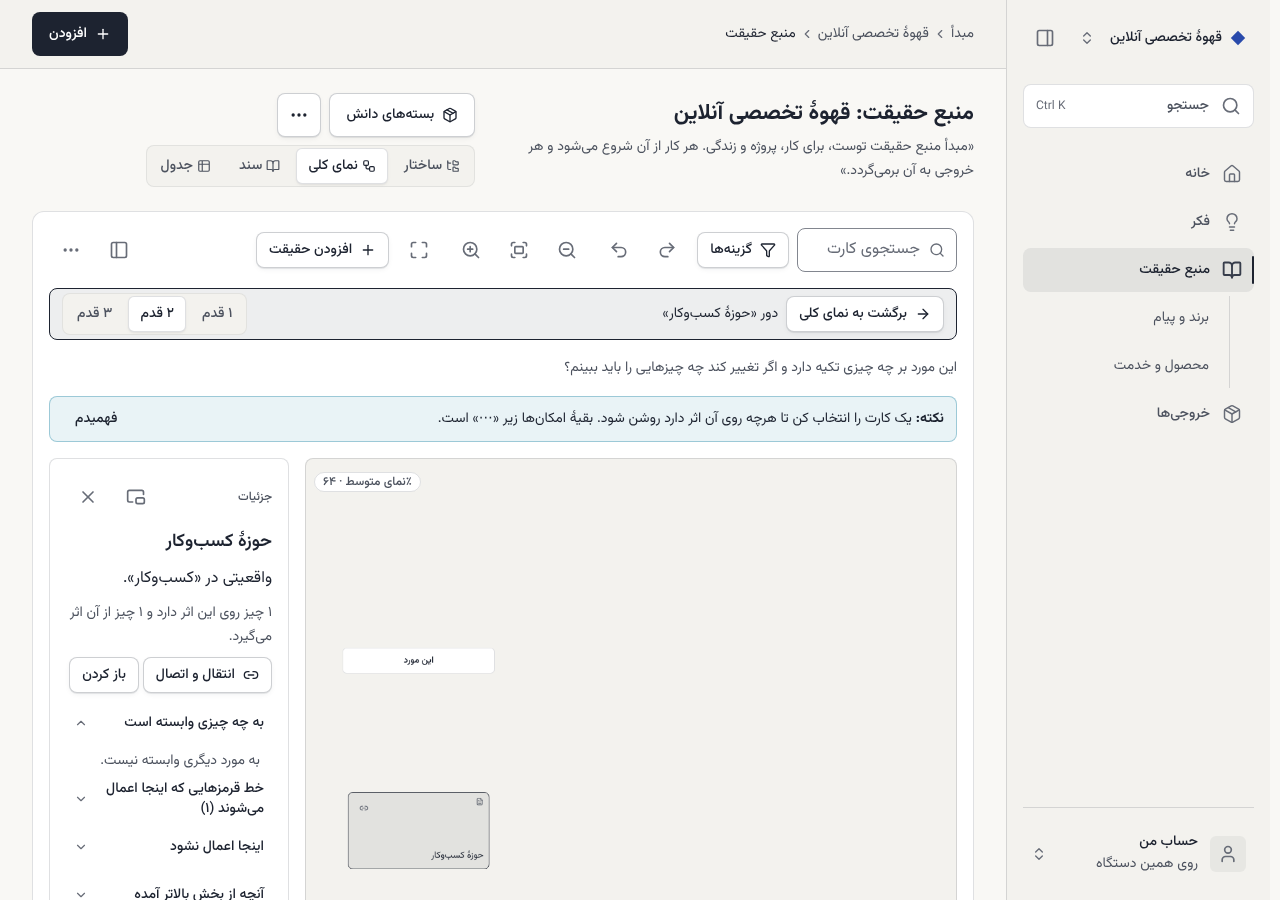 قهوهٔ تخصصی آنلاین
جستجو
Ctrl K
خانه
فکر
منبع حقیقت
برند و پیام
محصول و خدمت
خروجی‌ها
حساب من
روی همین دستگاه
مبدأ › قهوهٔ تخصصی آنلاین › منبع حقیقت
افزودن
منبع حقیقت: قهوهٔ تخصصی آنلاین
«مبدأ منبع حقیقت توست، برای کار، پروژه و زندگی. هر کار از آن شروع می‌شود و هر
خروجی به آن برمی‌گردد.»
بسته‌های دانش
ساختار
نمای کلی
سند
جدول
جستجوی کارت
گزینه‌ها
افزودن حقیقت
برگشت به نمای کلی
دور «حوزهٔ کسب‌وکار»
۱ قدم
۲ قدم
۳ قدم
این مورد بر چه چیزی تکیه دارد و اگر تغییر کند چه چیزهایی را باید ببینم؟
نکته: یک کارت را انتخاب کن تا هرچه روی آن اثر دارد روشن شود. بقیهٔ امکان‌ها زیر «···» است.
فهمیدم
٪نمای متوسط · ۶۴
این مورد
حوزهٔ کسب‌وکار
جزئیات
حوزهٔ کسب‌وکار
واقعیتی در «کسب‌وکار».
۱ چیز روی این اثر دارد و ۱ چیز از آن اثر
می‌گیرد.
انتقال و اتصال
باز کردن
به چه چیزی وابسته است
به مورد دیگری وابسته نیست.
خط قرمزهایی که اینجا اعمال
می‌شوند (۱)
اینجا اعمال نشود
آنچه از بخش بالاتر آمده